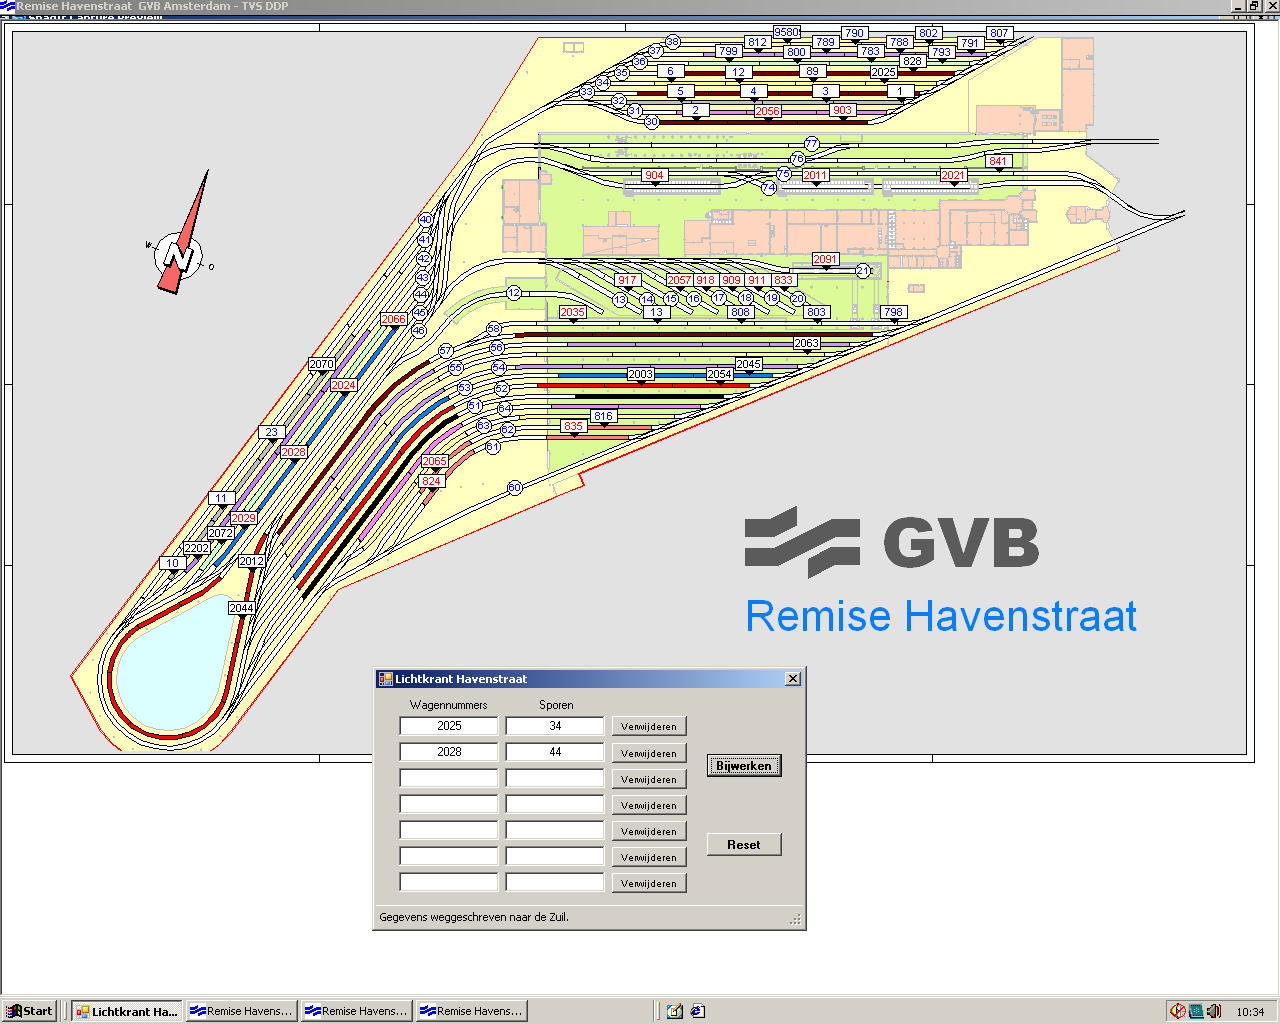 Remise Havenstraat GVB Amsterdam - TVS DDP
9580 790 802 807
38 812 789 788 791
37 799 800 783 793
36 828
35 6 12 89 2025
34
33 5 4 3 1
32
31 2 2056 903
30
77
76 841
75 904 2011 2021
74
40
41
42
43
44
45
46
N
W
O
2091
21
917 2057 918 909 911 833
12
13 14 15 16 17 18 19 20
2035 13 808 803 798
2066
58
2063
57 56
2070
55 54 2045
2024
53 52 2003 2054
51 64 816
23
63 62 835
2028
61
2065
824
60
11
2029
2072
2202
10
2012
2044
GVB
Remise Havenstraat
Lichtkrant Havenstraat
Wagennummers Sporen
2025 34 Verwijderen
2028 44 Verwijderen
Bijwerken
Verwijderen
Verwijderen
Verwijderen
Reset
Verwijderen
Verwijderen
Gegevens weggeschreven naar de Zuil.
Start
Lichtkrant Ha...
Remise Havens...
Remise Havens...
Remise Havens...
10:34